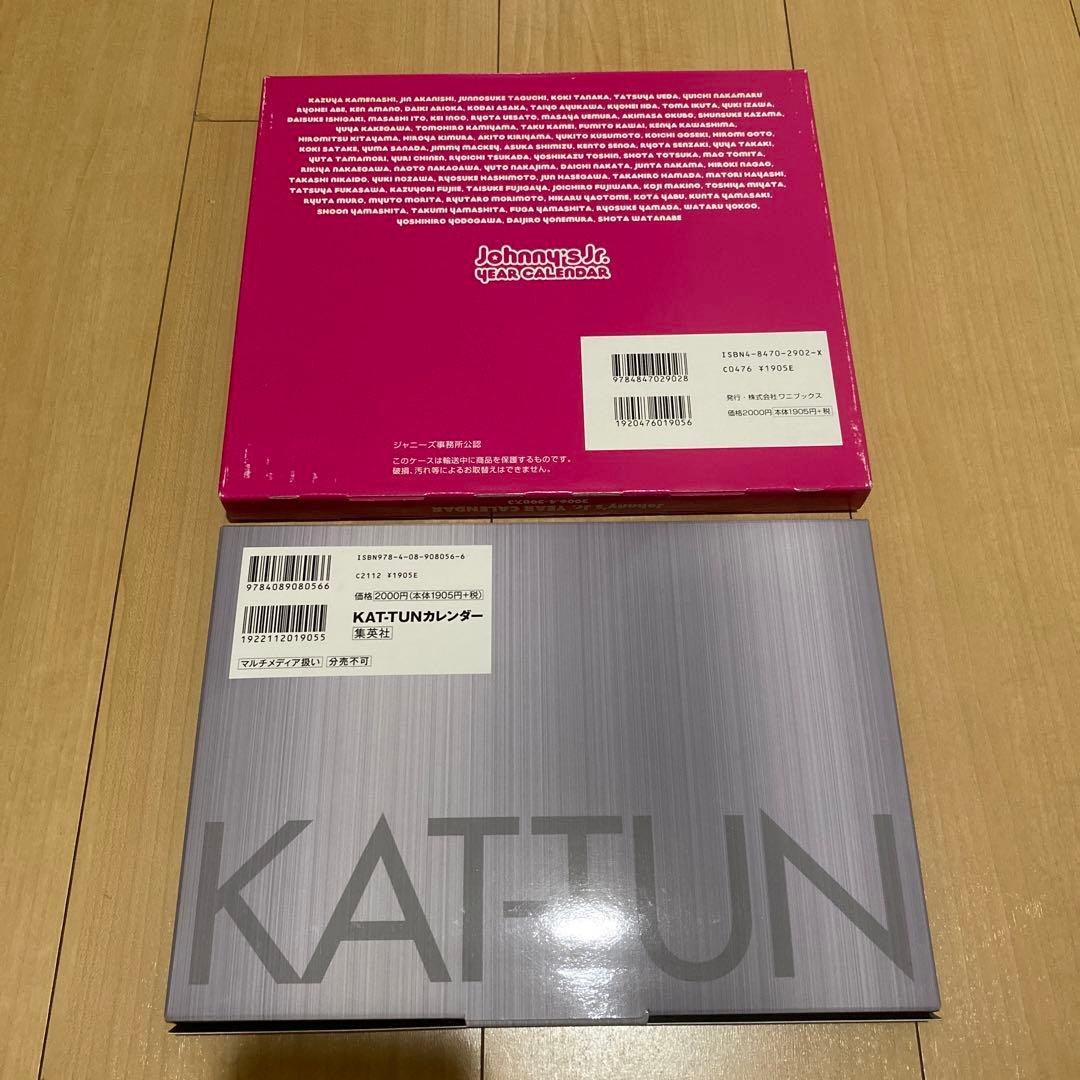 KAZUYA KAMENASHI, JIN AKANISHI, JUNNOSUKE TAGUCHI, KOKI TANAKA, TATSUYA UEDA, YUICHI NAKAMARU
RYOHEI ABE, KEN AMANO, DAIKI ARIOKA, KODAI ASAKA, TAIYO AYUKAWA, KYOHEI IIDA, TOMA IKUTA, YUKI IZAWA,
DAISUKE ISHIGAKI, MASASHI ITO, KEI INOO, RYOTA UESATO, MASAYA UEMURA, AKIMASA OKUBO, SHUNSUKE KAZAMA,
YUYA KAKEGAWA, TOMOHIRO KAMIYAMA, TAKU KAMEI, FUMITO KAWAI, KENYA KAWASHIMA,
HIROMITSU KITAYAMA, HIROYA KIMURA, AKITO KIRIYAMA, YUKITO KUSUMOTO, KOICHI GOSEKI, HIROMI GOTO,
KOKI SATAKE, YUMA SANADA, JIMMY MACKEY, ASUKA SHIMIZU, KENTO SENGA, RYOTA SENZAKI, YUYA TAKAKI,
YUTA TAMAMORI, YURI CHINEN, RYOICHI TSUKADA, YOSHIKAZU TOSHIN, SHOTA TOTSUKA, MAO TOMITA,
RIKIYA NAKAEGAWA, NAOTO NAKAGAWA, YUTO NAKAJIMA, DAICHI NAKATA, JUNTA NAKAMA, HIROKI NAGAO,
TAKASHI NIKAIDO, YUKI NOZAWA, RYOSUKE HASHIMOTO, JUN HASEGAWA, TAKAHIRO HAMADA, MATORI HAYASHI,
TATSUYA FUKASAWA, KAZUYORI FUJIIE, TAISUKE FUJIGAYA, JOICHIRO FUJIWARA, KOJI MAKINO, TOSHIYA MIYATA,
RYUTA MURO, MYUTO MORITA, RYUTARO MORIMOTO, HIKARU YAOTOME, KOTA YABU, KUNTA YAMASAKI,
SHOON YAMASHITA, TAKUMI YAMASHITA, FUGA YAMASHITA, RYOSUKE YAMADA, WATARU YOKOO,
YOSHIHIRO YODOGAWA, DAIJIRO YONEMURA, SHOTA WATANABE
Johnny's Jr.
YEAR CALENDAR
ISBN4-8470-2902-X
9784847029028
C0476 ¥1905E
発行・株式会社ワニブックス
1920476019056
価格2000円 本体1905円+税
ジャニーズ事務所公認
このケースは輸送中に商品を保護するものです。
破損、汚れ等によるお取替えはできません。
Johnny's Jr. YEAR CALENDAR
2006.4-2007.3
ISBN978-4-08-908056-6
9784089080566
C2112 ¥1905E
価格 2000円(本体1905円+税)
KAT-TUNカレンダー
1922112019055
集英社
マルチメディア扱い 分売不可
KAT-TUN